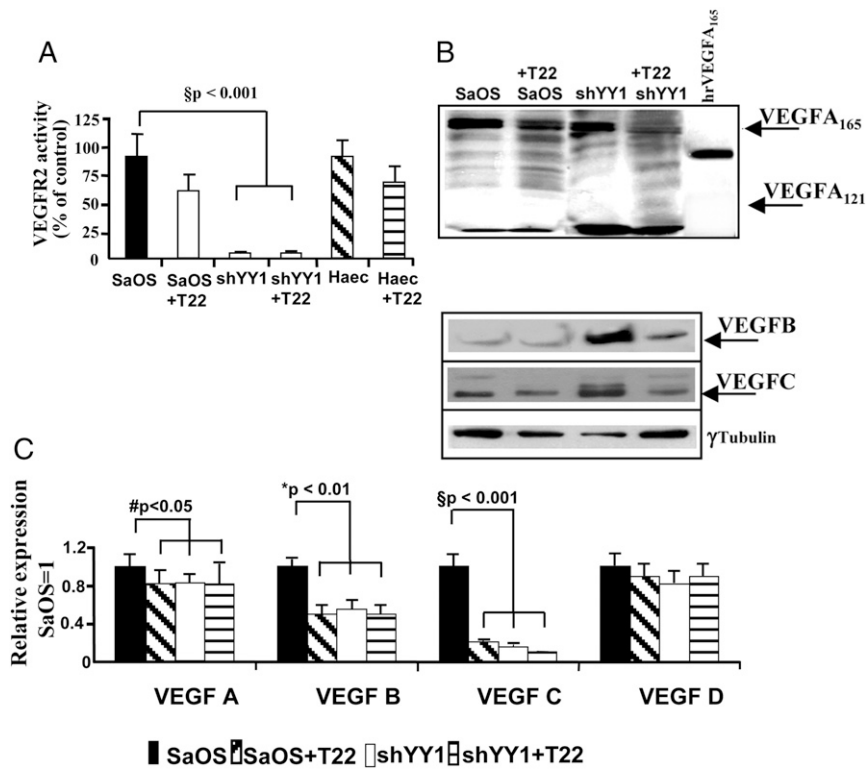 A
§p < 0.001
VEGFR2 activity
(% of control)
125
100
75
50
25
0
SaOS
SaOS
+T22
shYY1
shYY1
+T22
Haec
Haec
+T22
B
SaOS
+T22
SaOS
shYY1
+T22
shYY1
hrVEGFA165
VEGFA165
VEGFA121
VEGFB
VEGFC
γTubulin
C
#p<0.05
*p < 0.01
§p < 0.001
Relative expression
SaOS=1
1.2
0.8
0.4
0
VEGF A
VEGF B
VEGF C
VEGF D
SaOS SaOS+T22 shYY1 shYY1+T22